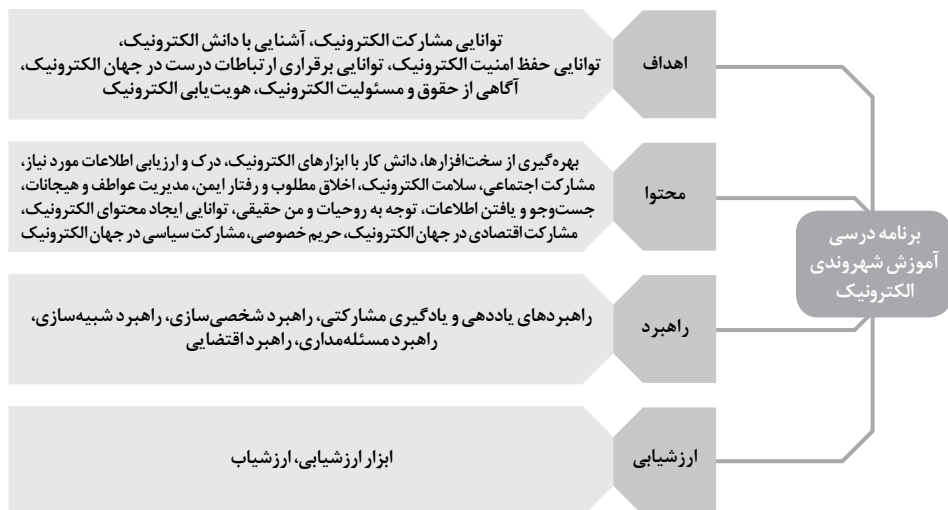 برنامه درسی
آموزش شهروندی
الکترونیک
اهداف
توانایی مشارکت الکترونیک، آشنایی با دانش الکترونیک،
توانایی حفظ امنیت الکترونیک، توانایی برقراری ارتباطات درست در جهان الکترونیک،
آگاهی از حقوق و مسئولیت الکترونیک، هویت‌یابی الکترونیک
محتوا
بهره‌گیری از سخت‌افزارها، دانش کار با ابزارهای الکترونیک، درک و ارزیابی اطلاعات مورد نیاز،
مشارکت اجتماعی، سلامت الکترونیک، اخلاق مطلوب و رفتار ایمن، مدیریت عواطف و هیجانات،
جست‌وجو و یافتن اطلاعات، توجه به روحیات و من حقیقی، توانایی ایجاد محتوای الکترونیک،
مشارکت اقتصادی در جهان الکترونیک، حریم خصوصی، مشارکت سیاسی در جهان الکترونیک
راهبرد
راهبردهای یاددهی و یادگیری مشارکتی، راهبرد شخصی‌سازی، راهبرد شبیه‌سازی،
راهبرد مسئله‌مداری، راهبرد اقتضایی
ارزشیابی
ابزار ارزشیابی، ارزشیاب